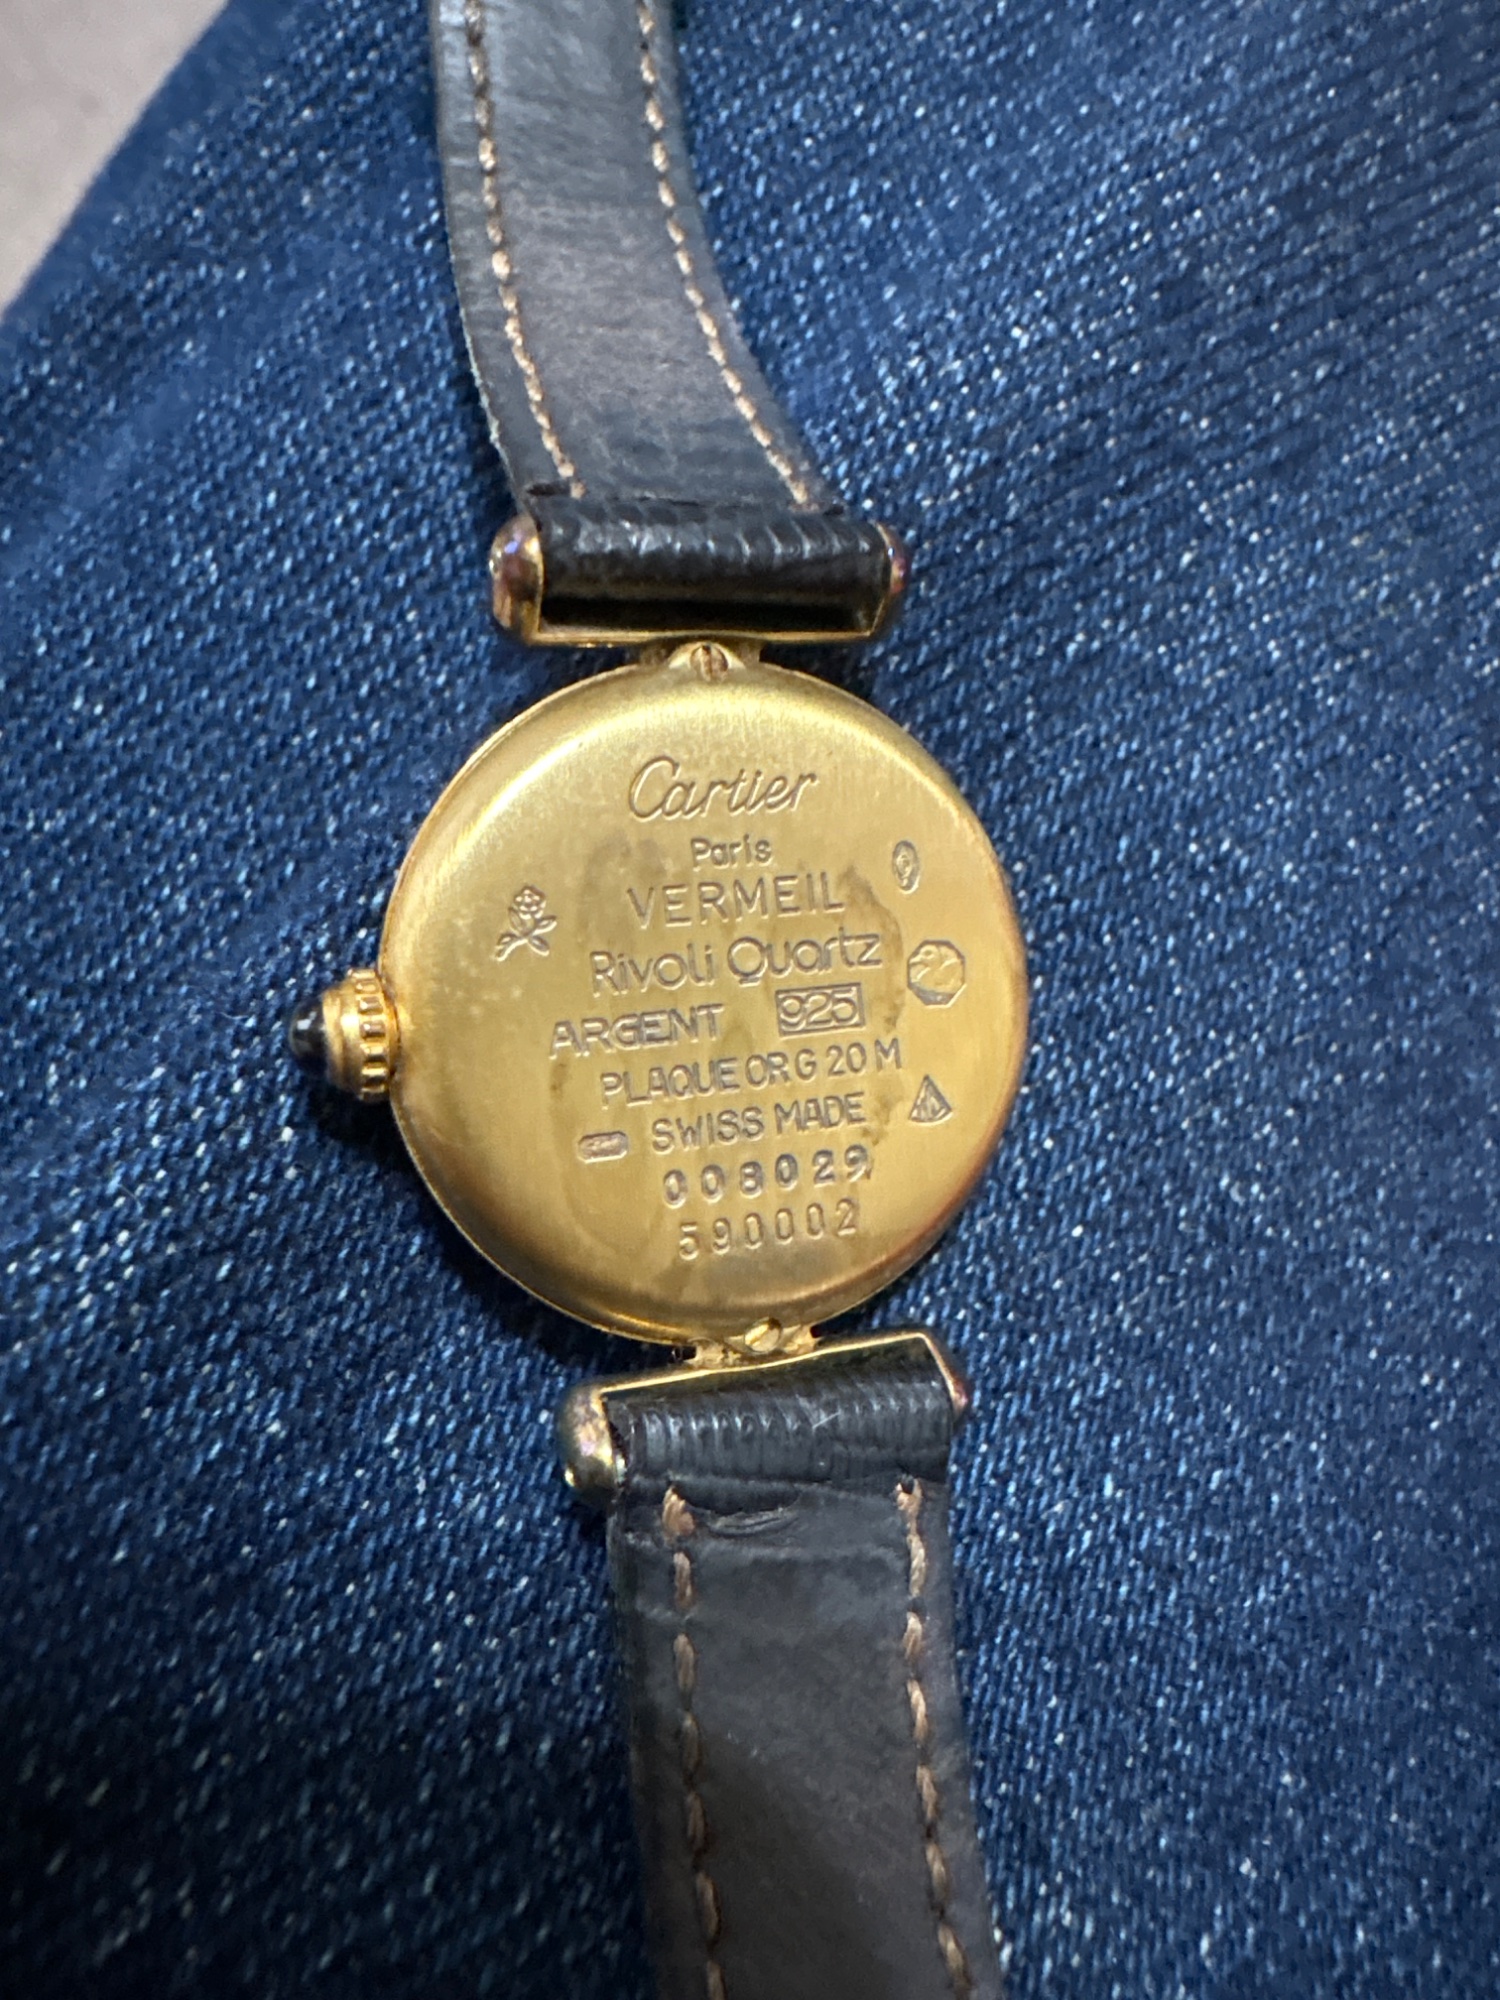 Cartier
Paris
VERMEIL
Rivoli Quartz
ARGENT 925
PLAQUE OR G 20 M
SWISS MADE
008029
590002